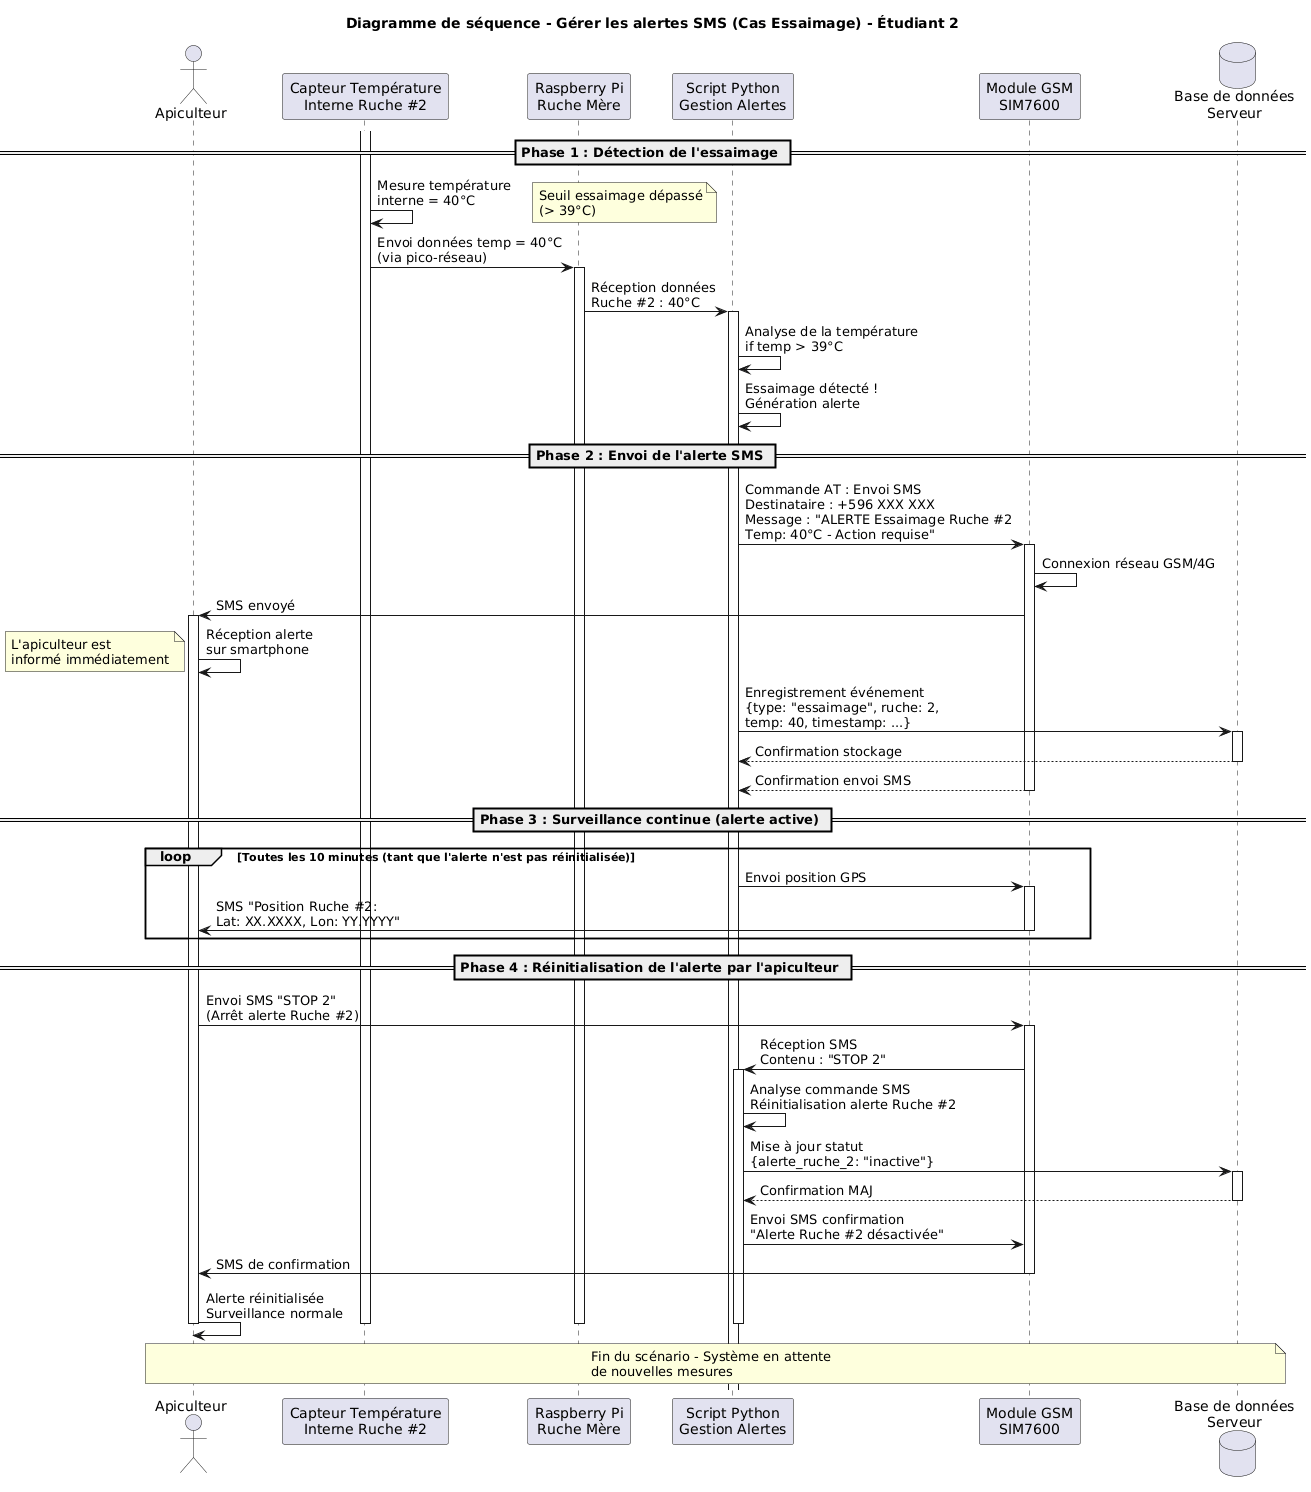 Diagramme de séquence - Gérer les alertes SMS (Cas Essaimage) - Étudiant 2
Apiculteur
Capteur Température
Interne Ruche #2
Raspberry Pi
Ruche Mère
Script Python
Gestion Alertes
Module GSM
SIM7600
Base de données
Serveur
Phase 1 : Détection de l'essaimage
Mesure température
interne = 40°C
Seuil essaimage dépassé
(> 39°C)
Envoi données temp = 40°C
(via pico-réseau)
Réception données
Ruche #2 : 40°C
Analyse de la température
if temp > 39°C
Essaimage détecté !
Génération alerte
Phase 2 : Envoi de l'alerte SMS
Commande AT : Envoi SMS
Destinataire : +596 XXX XXX
Message : "ALERTE Essaimage Ruche #2
Temp: 40°C - Action requise"
Connexion réseau GSM/4G
SMS envoyé
L'apiculteur est
informé immédiatement
Réception alerte
sur smartphone
Enregistrement événement
{type: "essaimage", ruche: 2,
temp: 40, timestamp: ...}
Confirmation stockage
Confirmation envoi SMS
Phase 3 : Surveillance continue (alerte active)
loop [Toutes les 10 minutes (tant que l'alerte n'est pas réinitialisée)]
Envoi position GPS
SMS "Position Ruche #2:
Lat: XX.XXXX, Lon: YY.YYYY"
Phase 4 : Réinitialisation de l'alerte par l'apiculteur
Envoi SMS "STOP 2"
(Arrêt alerte Ruche #2)
Réception SMS
Contenu : "STOP 2"
Analyse commande SMS
Réinitialisation alerte Ruche #2
Mise à jour statut
{alerte_ruche_2: "inactive"}
Confirmation MAJ
Envoi SMS confirmation
"Alerte Ruche #2 désactivée"
SMS de confirmation
Alerte réinitialisée
Surveillance normale
Fin du scénario - Système en attente
de nouvelles mesures
Apiculteur
Capteur Température
Interne Ruche #2
Raspberry Pi
Ruche Mère
Script Python
Gestion Alertes
Module GSM
SIM7600
Base de données
Serveur